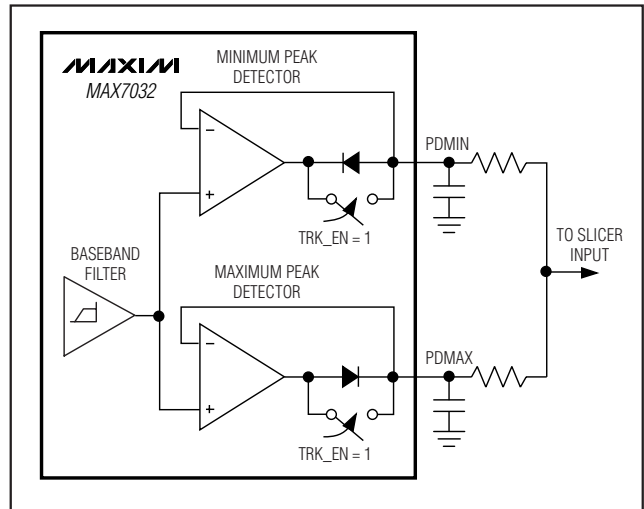 MAXIM
MAX7032
MINIMUM PEAK
DETECTOR
−
+
PDMIN
TRK_EN = 1
BASEBAND
FILTER
TO SLICER
INPUT
MAXIMUM PEAK
DETECTOR
−
+
PDMAX
TRK_EN = 1